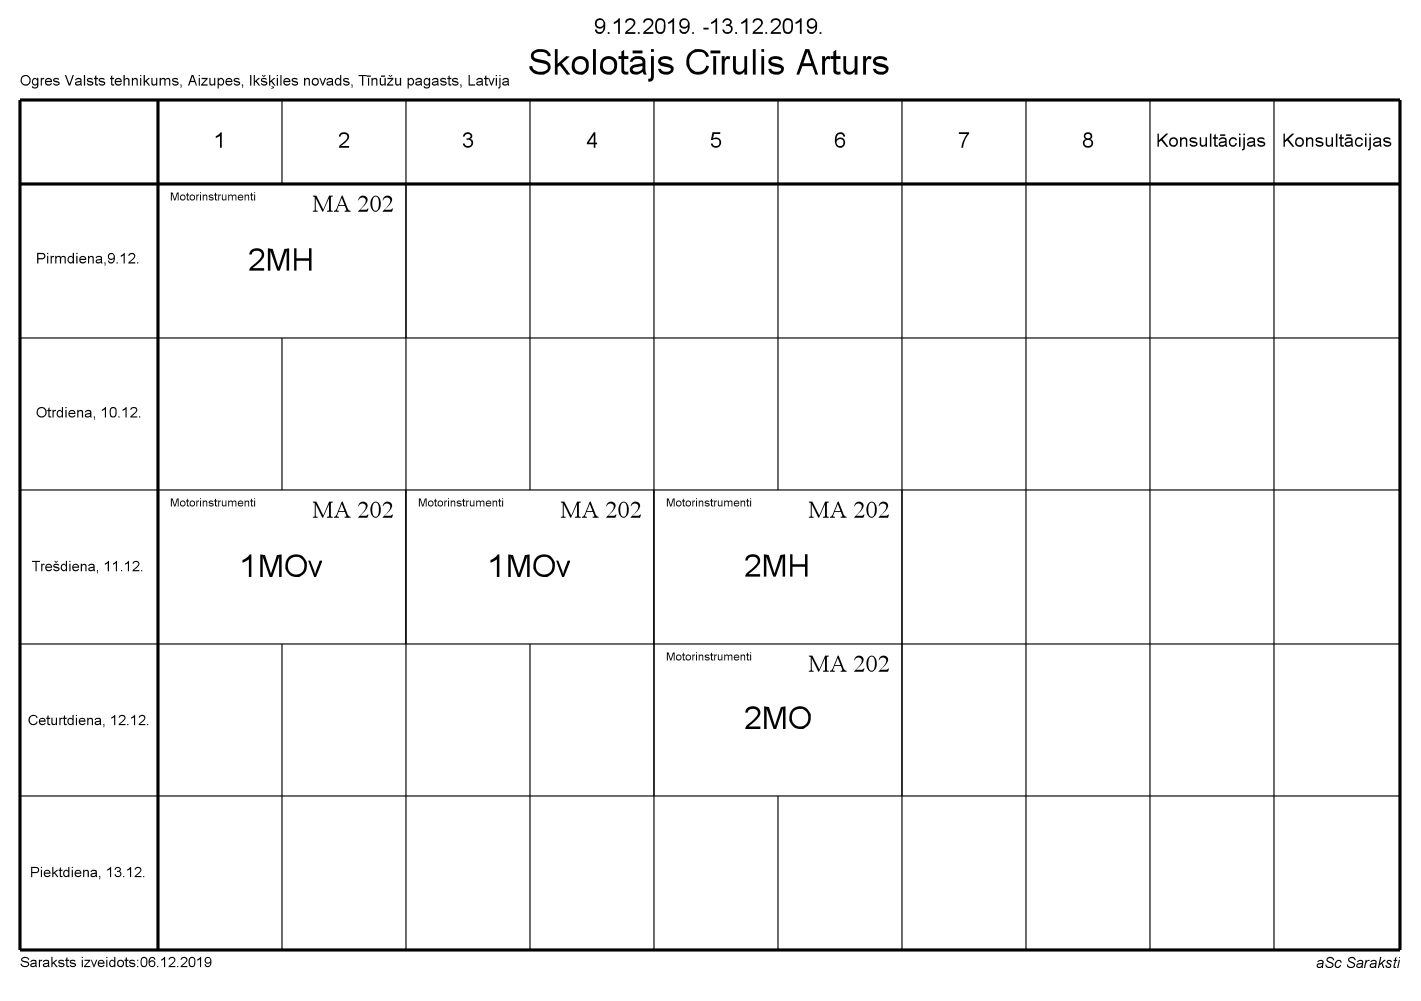 9.12.2019. -13.12.2019.
Skolotājs Cīrulis Arturs
Ogres Valsts tehnikums, Aizupes, Ikšķiles novads, Tīnūžu pagasts, Latvija
1 2 3 4 5 6 7 8 Konsultācijas Konsultācijas
Motorinstrumenti MA 202
Pirmdiena,9.12. 2MH
Otrdiena, 10.12.
Motorinstrumenti MA 202 Motorinstrumenti MA 202 Motorinstrumenti MA 202
Trešdiena, 11.12. 1MOv 1MOv 2MH
Motorinstrumenti MA 202
Ceturtdiena, 12.12. 2MO
Piektdiena, 13.12.
Saraksts izveidots:06.12.2019 aSc Saraksti